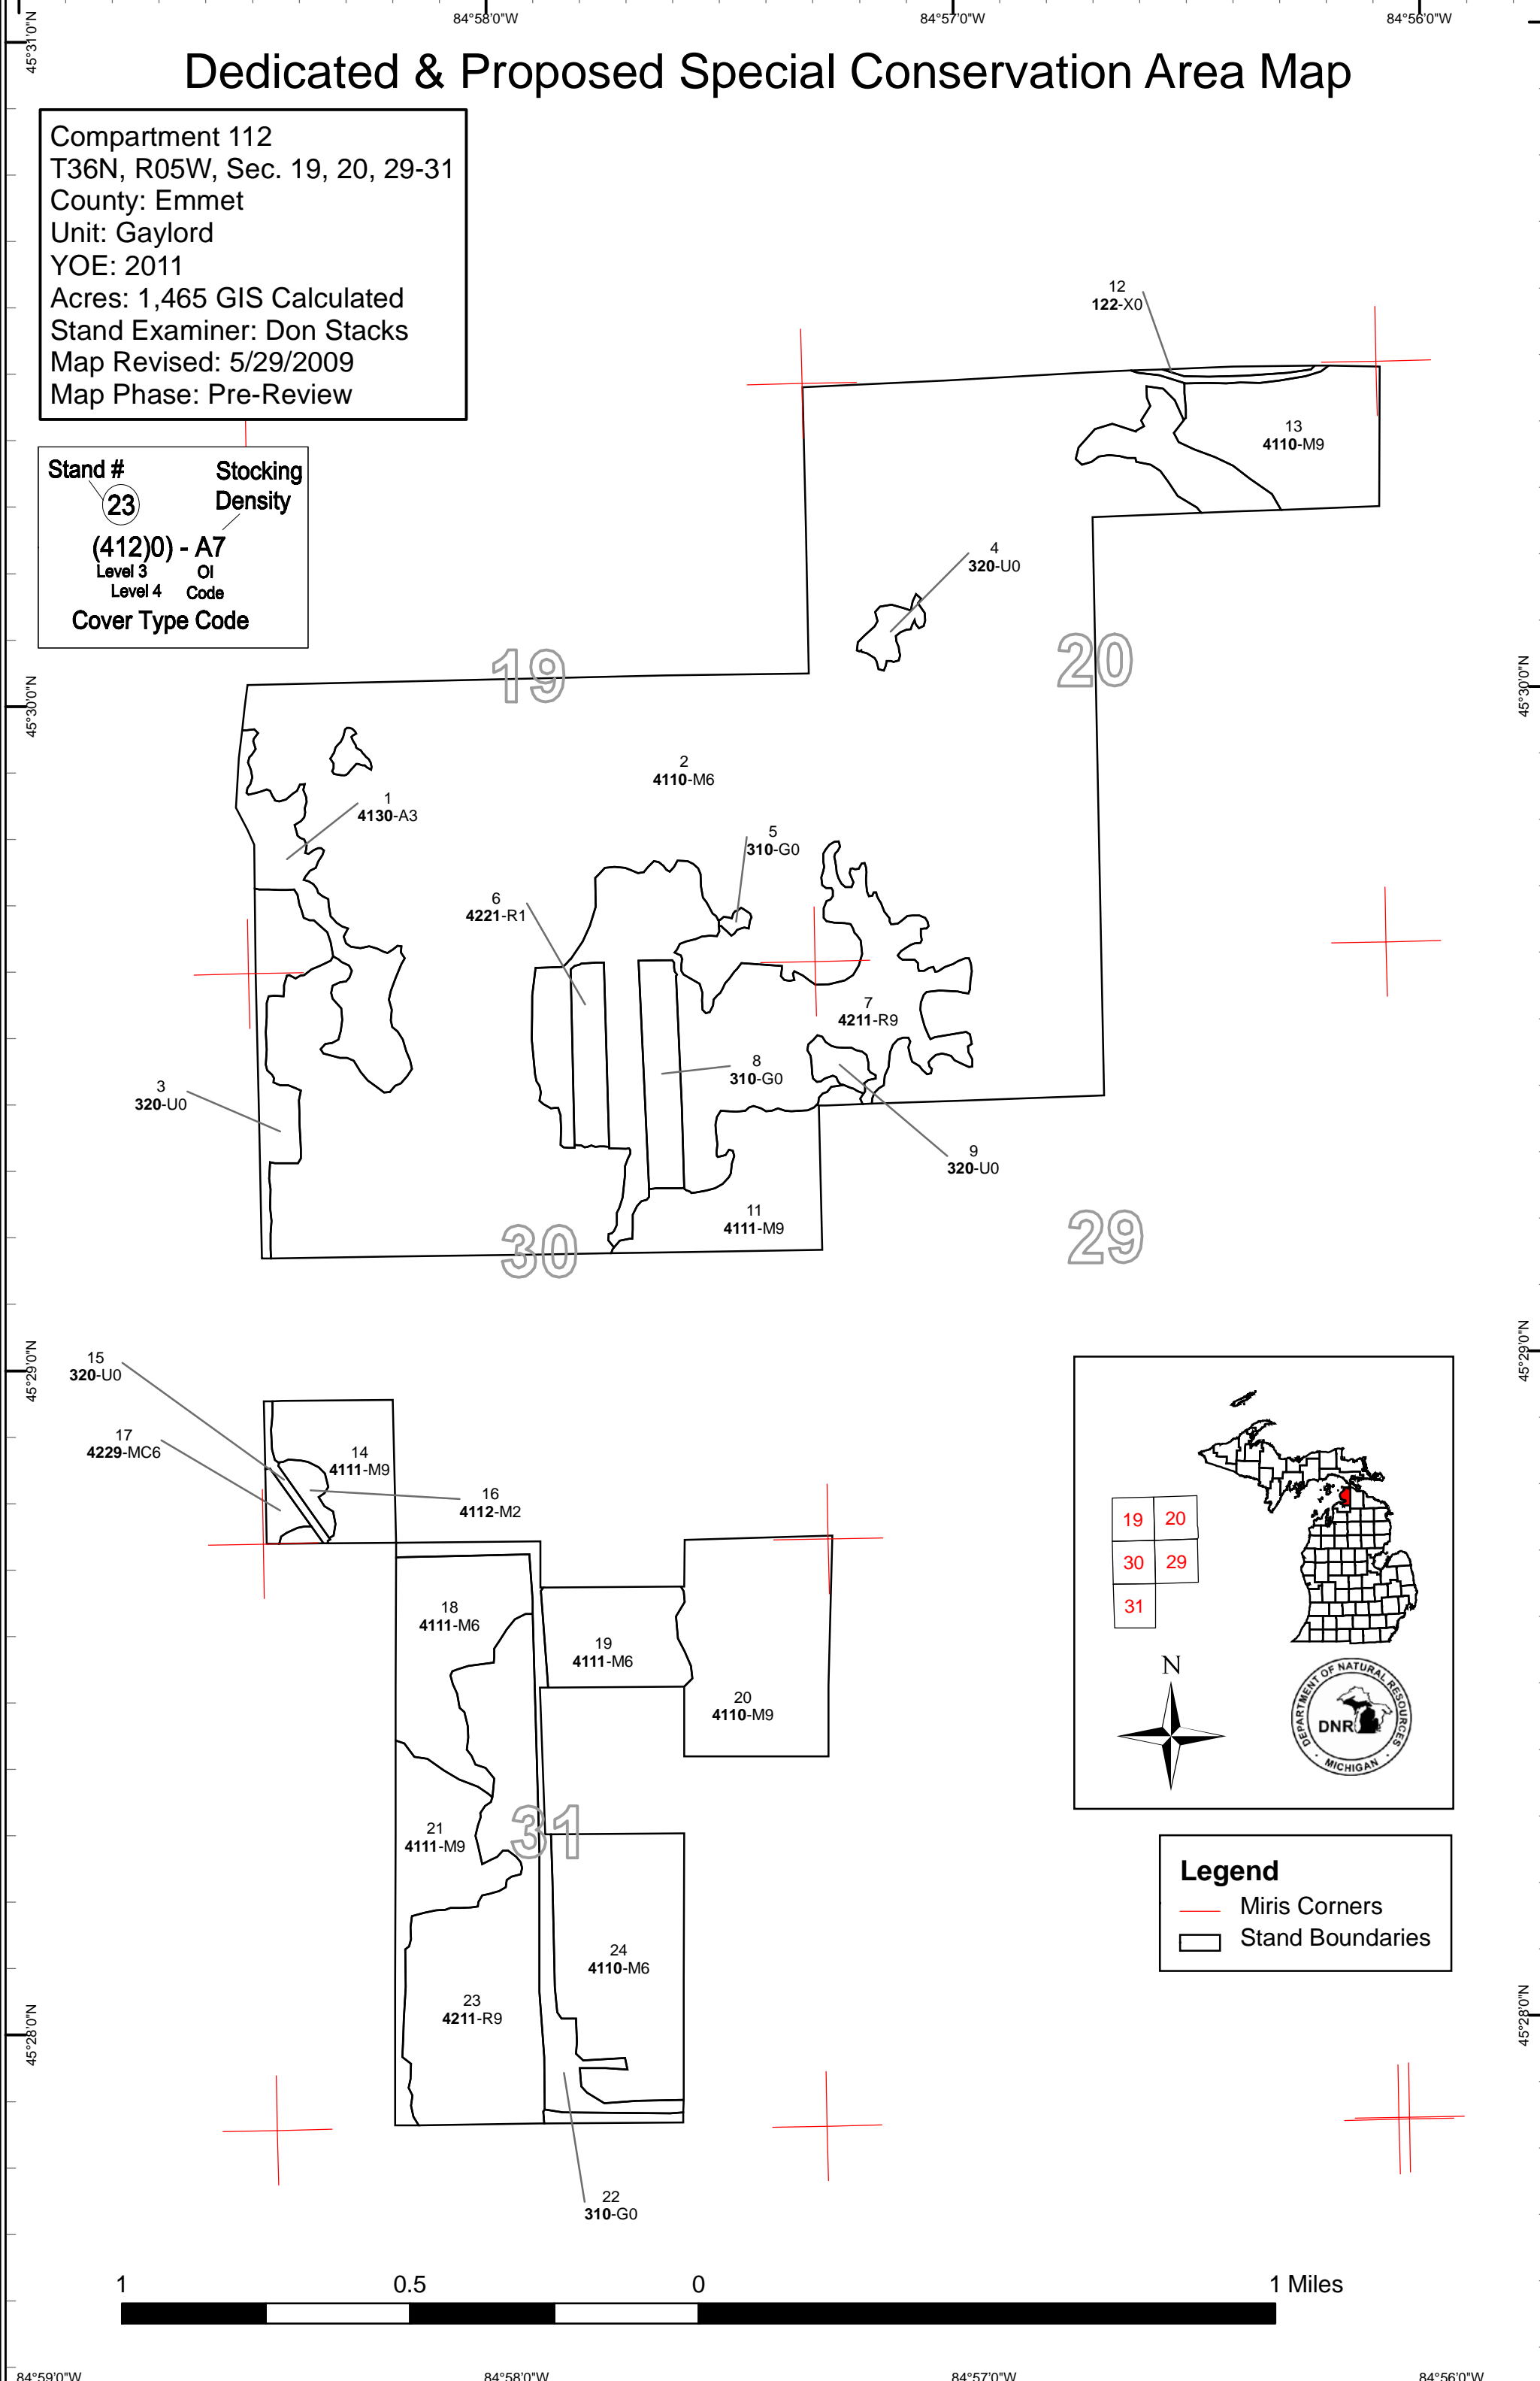 84°58'0"W
84°57'0"W
84°56'0"W
45°31'0"N
Dedicated & Proposed Special Conservation Area Map
Compartment 112
T36N, R05W, Sec. 19, 20, 29-31
County: Emmet
Unit: Gaylord
YOE: 2011
Acres: 1,465 GIS Calculated
Stand Examiner: Don Stacks
Map Revised: 5/29/2009
Map Phase: Pre-Review
Stand #
Stocking
Density
23
(412)0) - A7
Level 3
OI
Level 4
Code
Cover Type Code
12
122-X0
13
4110-M9
4
320-U0
19
20
45°30'0"N
45°30'0"N
2
4110-M6
1
4130-A3
5
310-G0
6
4221-R1
7
4211-R9
8
310-G0
3
320-U0
9
320-U0
11
4111-M9
30
29
45°29'0"N
45°29'0"N
15
320-U0
17
4229-MC6
14
4111-M9
16
4112-M2
18
4111-M6
19
4111-M6
20
4110-M9
21
4111-M9
31
24
4110-M6
23
4211-R9
22
310-G0
19
20
30
29
31
N
DEPARTMENT OF NATURAL RESOURCES
DNR
MICHIGAN
Legend
Miris Corners
Stand Boundaries
45°28'0"N
45°28'0"N
1
0.5
0
1 Miles
84°59'0"W
84°58'0"W
84°57'0"W
84°56'0"W